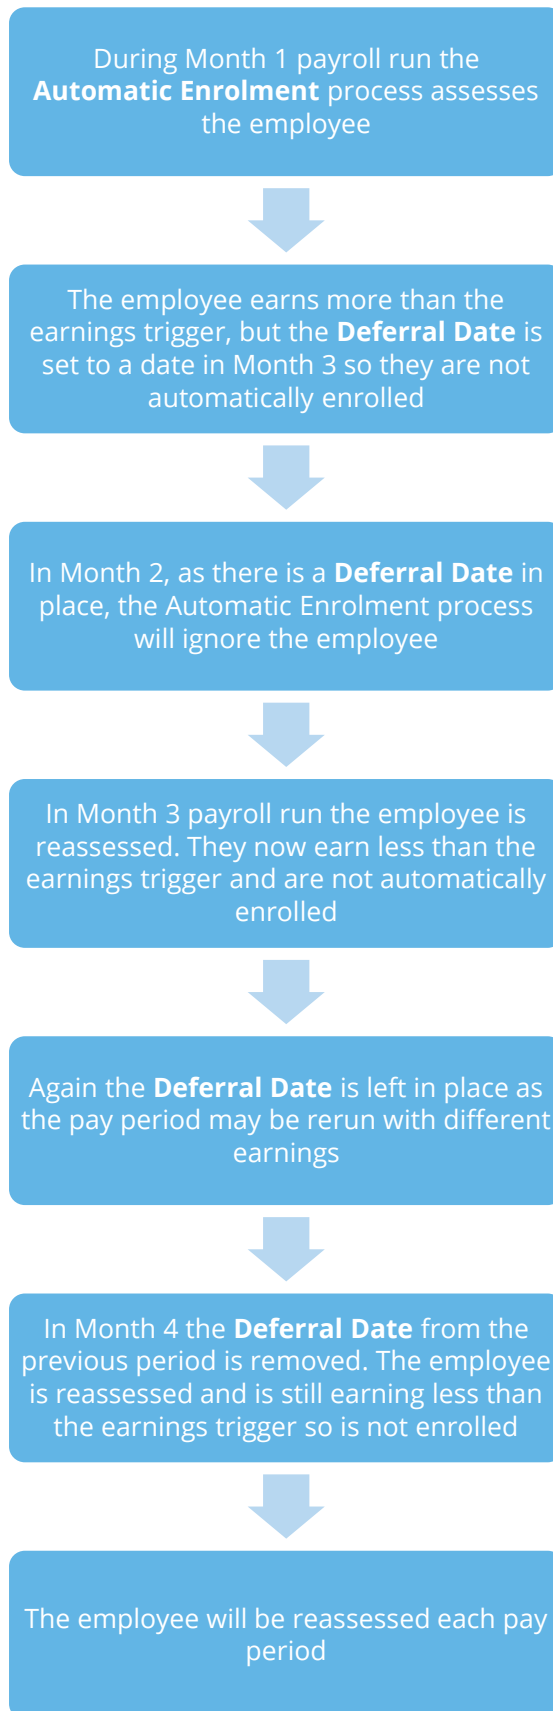 During Month 1 payroll run the
Automatic Enrolment process assesses
the employee
The employee earns more than the
earnings trigger, but the Deferral Date is
set to a date in Month 3 so they are not
automatically enrolled
In Month 2, as there is a Deferral Date in
place, the Automatic Enrolment process
will ignore the employee
In Month 3 payroll run the employee is
reassessed. They now earn less than the
earnings trigger and are not automatically
enrolled
Again the Deferral Date is left in place as
the pay period may be rerun with different
earnings
In Month 4 the Deferral Date from the
previous period is removed. The employee
is reassessed and is still earning less than
the earnings trigger so is not enrolled
The employee will be reassessed each pay
period